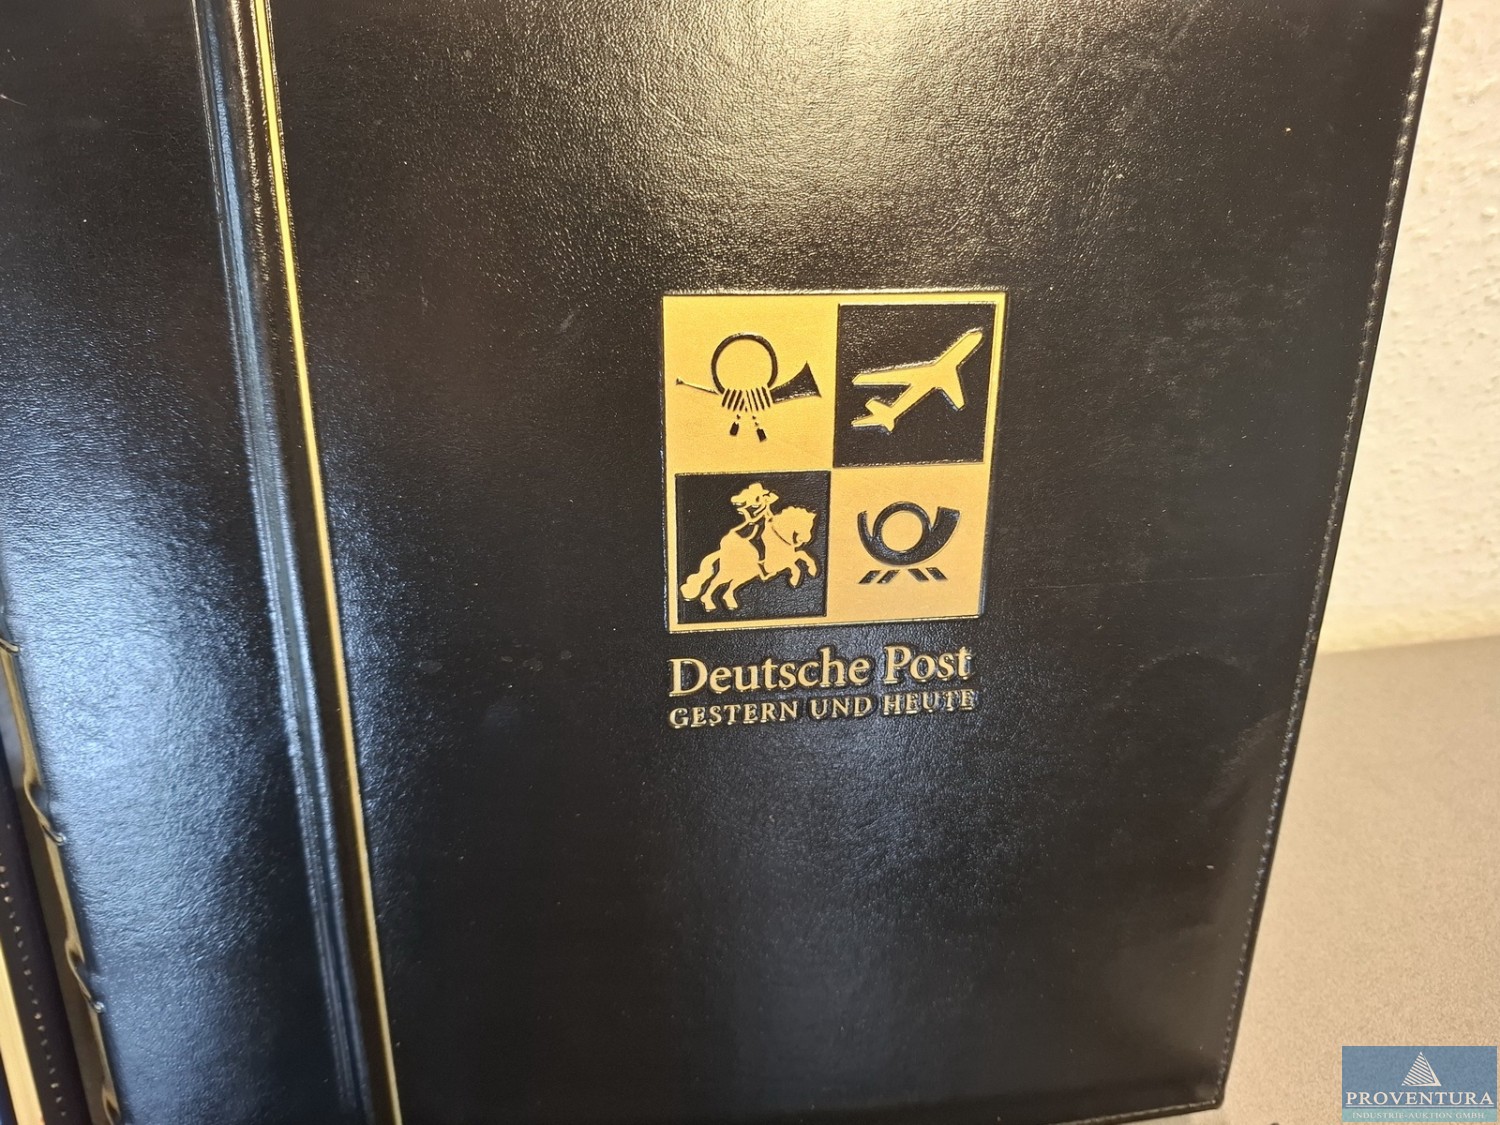 Deutsche Post
GESTERN UND HEUTE
PROVENTURA
INDUSTRIE-AUKTION GMBH